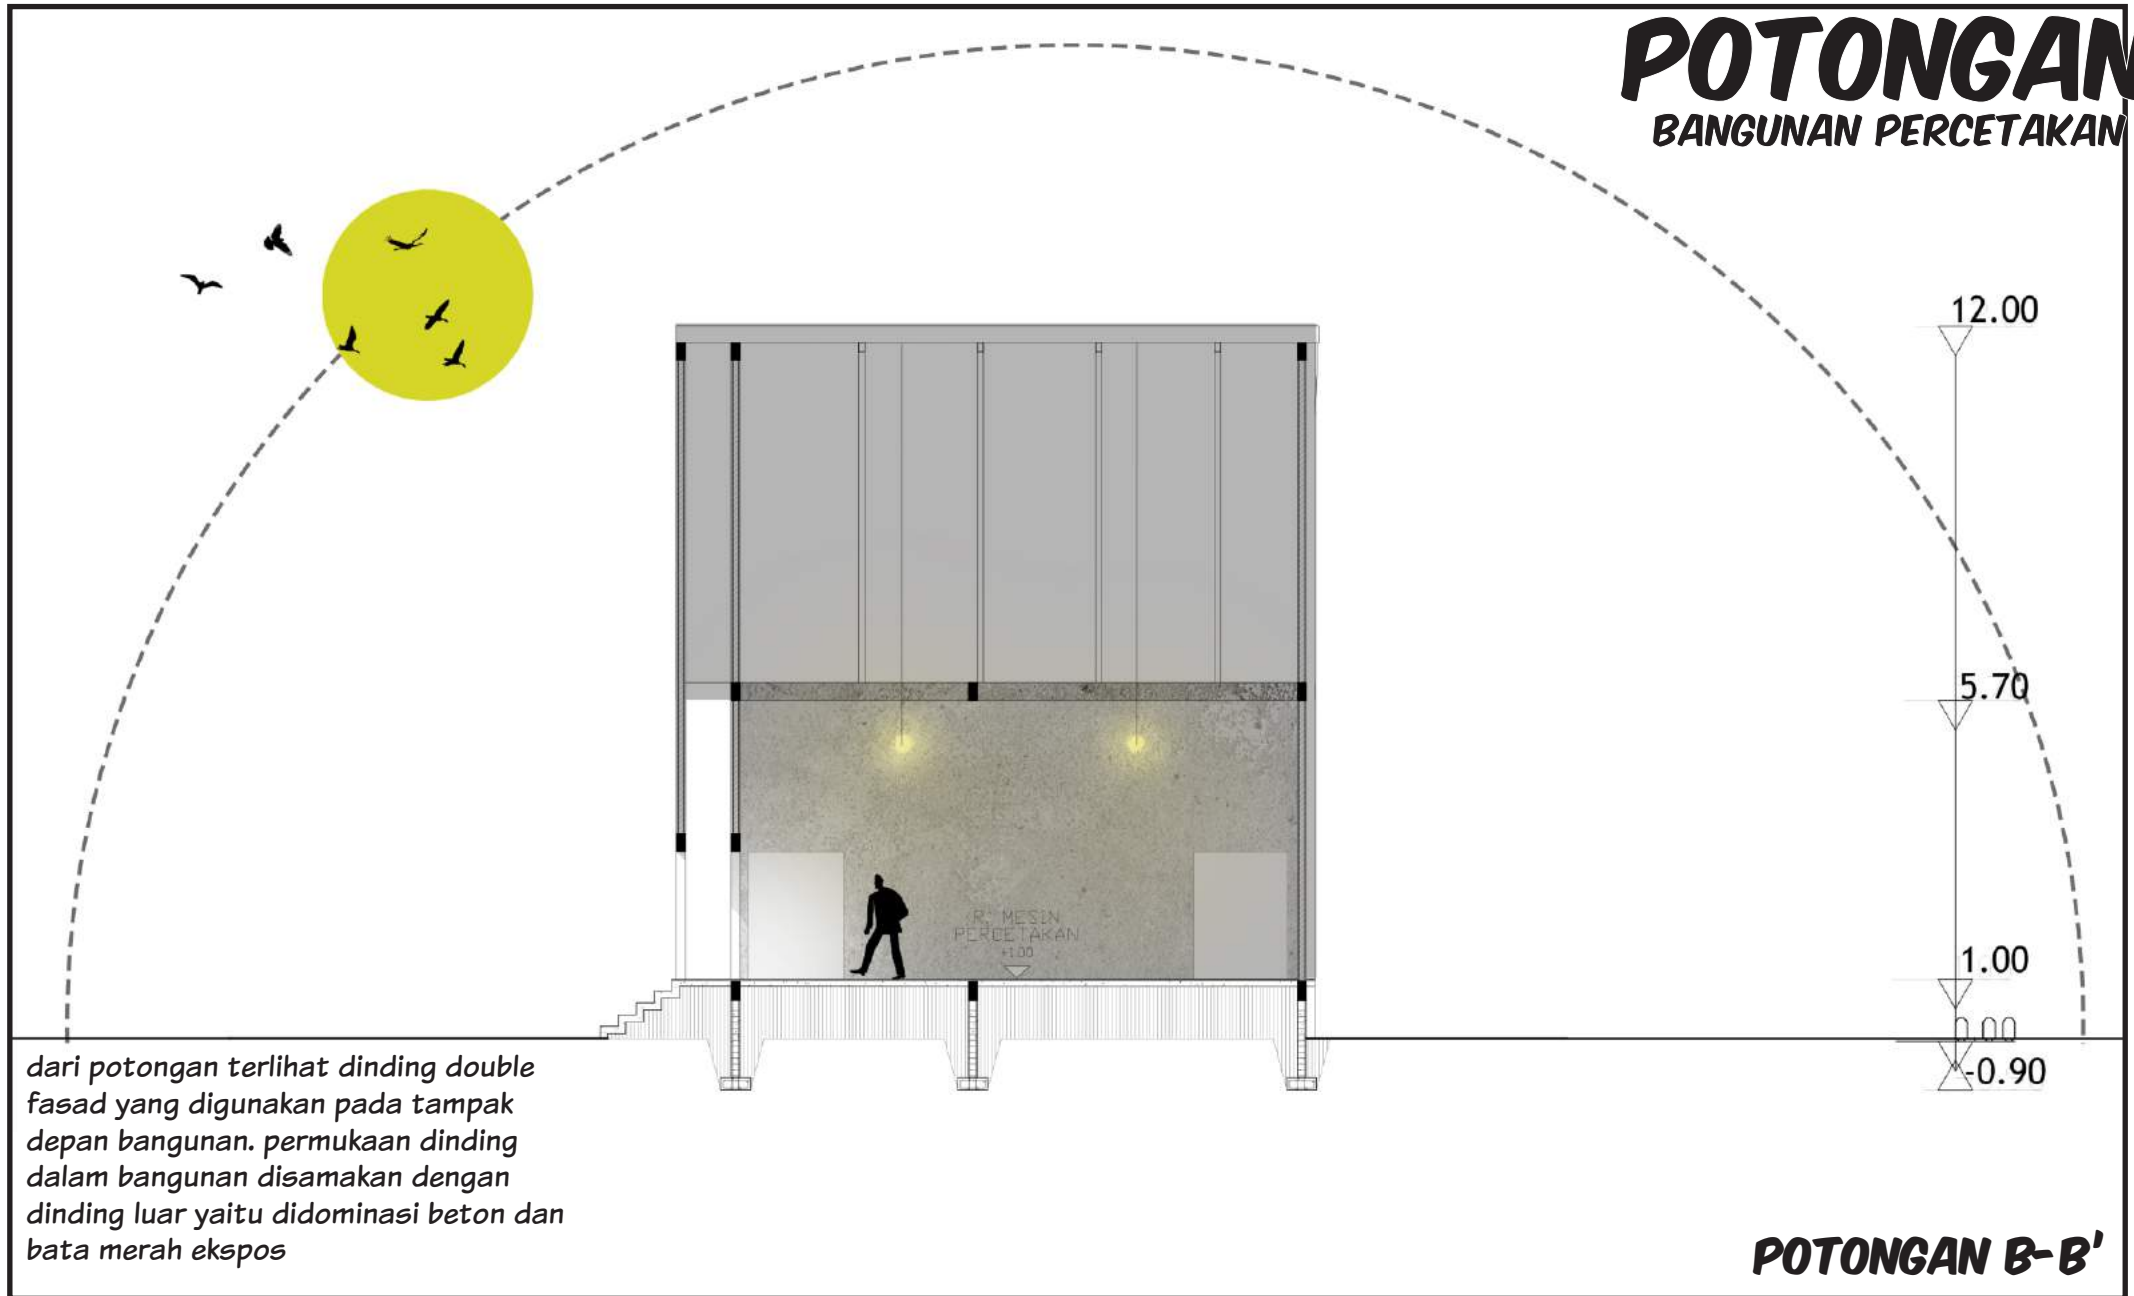 POTONGAN
BANGUNAN PERCETAKAN
12.00
5.70
R. MESIN
PERCETAKAN
+1.00
1.00
-0.90
dari potongan terlihat dinding double
fasad yang digunakan pada tampak
depan bangunan. permukaan dinding
dalam bangunan disamakan dengan
dinding luar yaitu didominasi beton dan
bata merah ekspos
POTONGAN B-B'